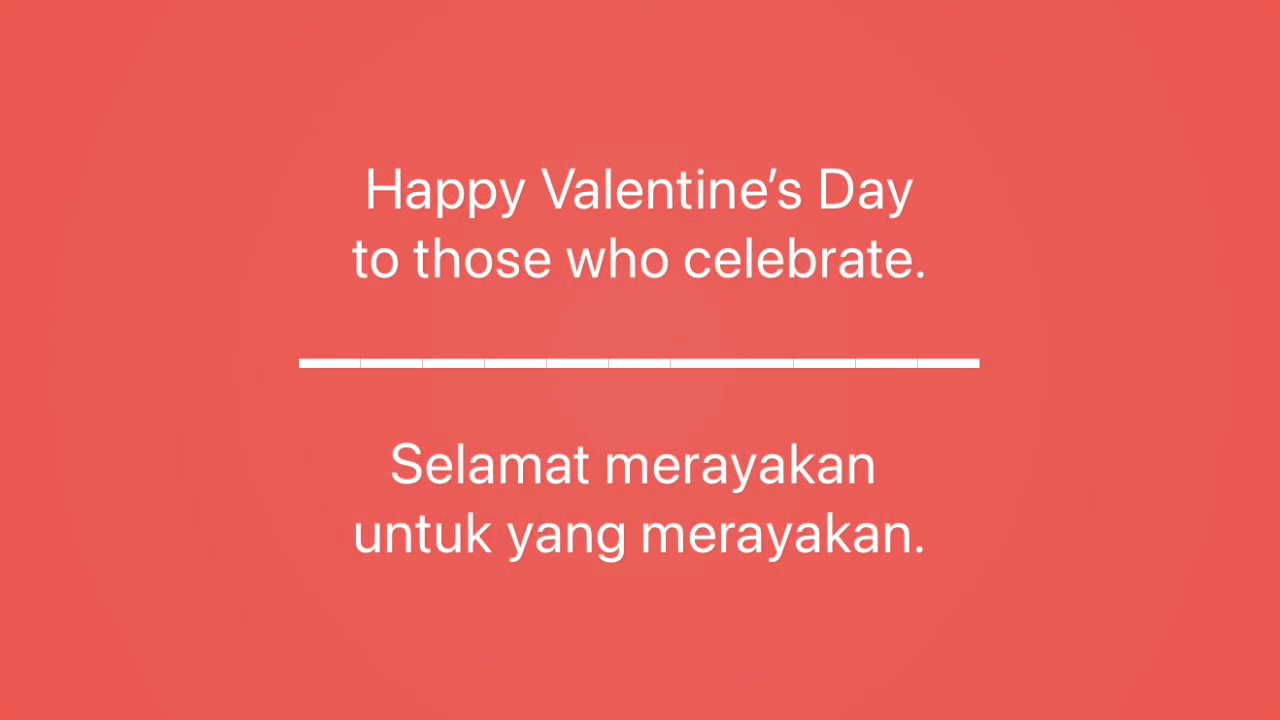 Happy Valentine’s Day
to those who celebrate.
Selamat merayakan
untuk yang merayakan.